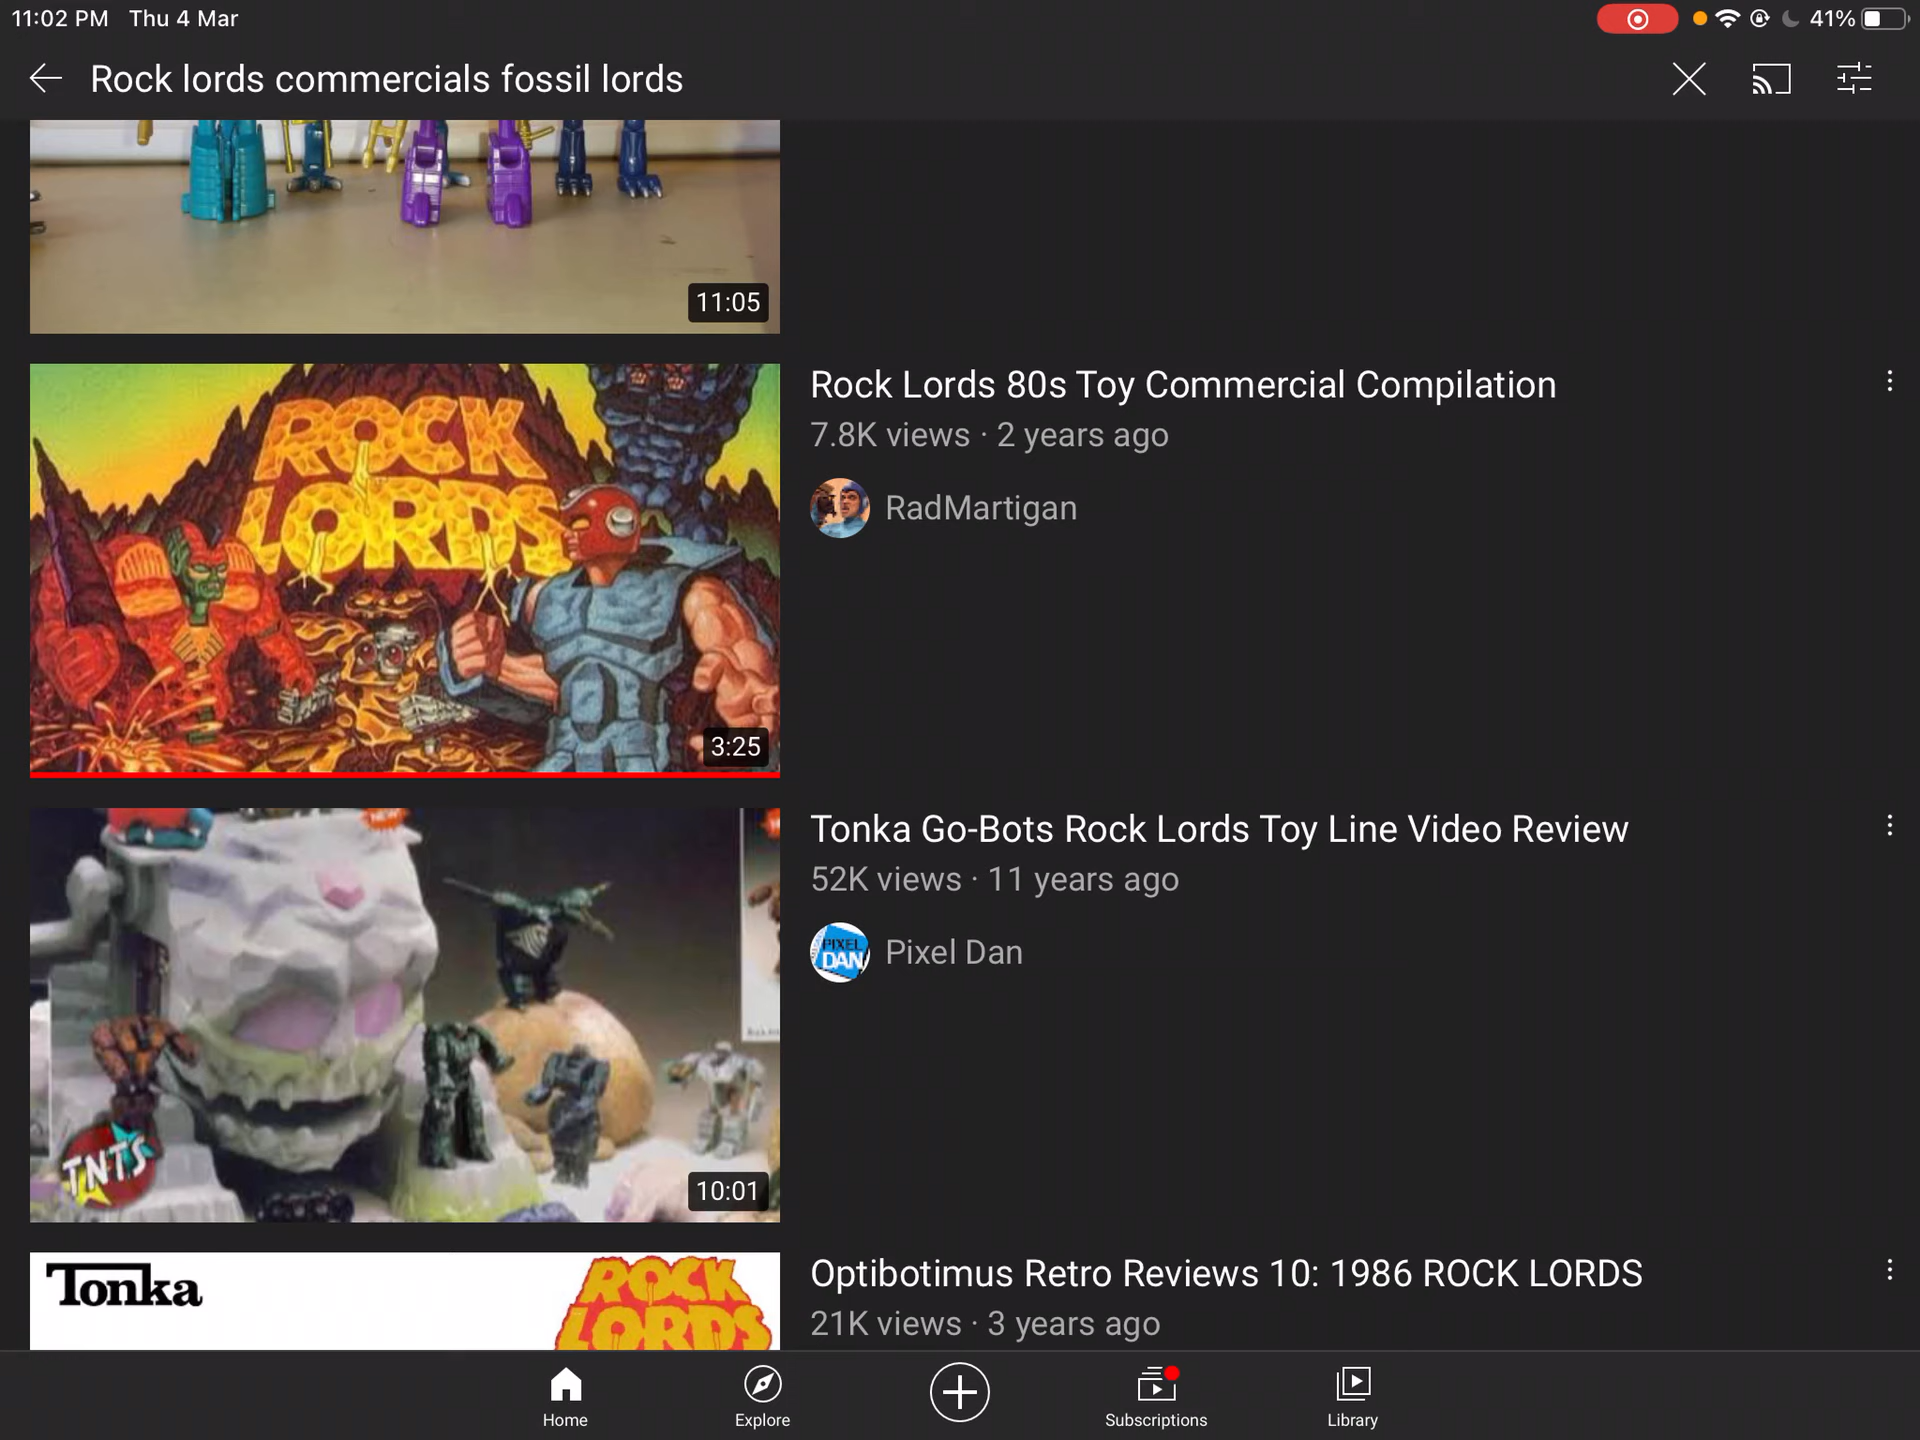 11:02 PM Thu 4 Mar
41%
Rock lords commercials fossil lords
11:05
ROCK
LORDS
3:25
Rock Lords 80s Toy Commercial Compilation
7.8K views · 2 years ago
RadMartigan
NEW
TNTS
10:01
Tonka Go-Bots Rock Lords Toy Line Video Review
52K views · 11 years ago
PIXEL
DAN
Pixel Dan
Tonka
ROCK
LORDS
Optibotimus Retro Reviews 10: 1986 ROCK LORDS
21K views · 3 years ago
Home
Explore
Subscriptions
Library